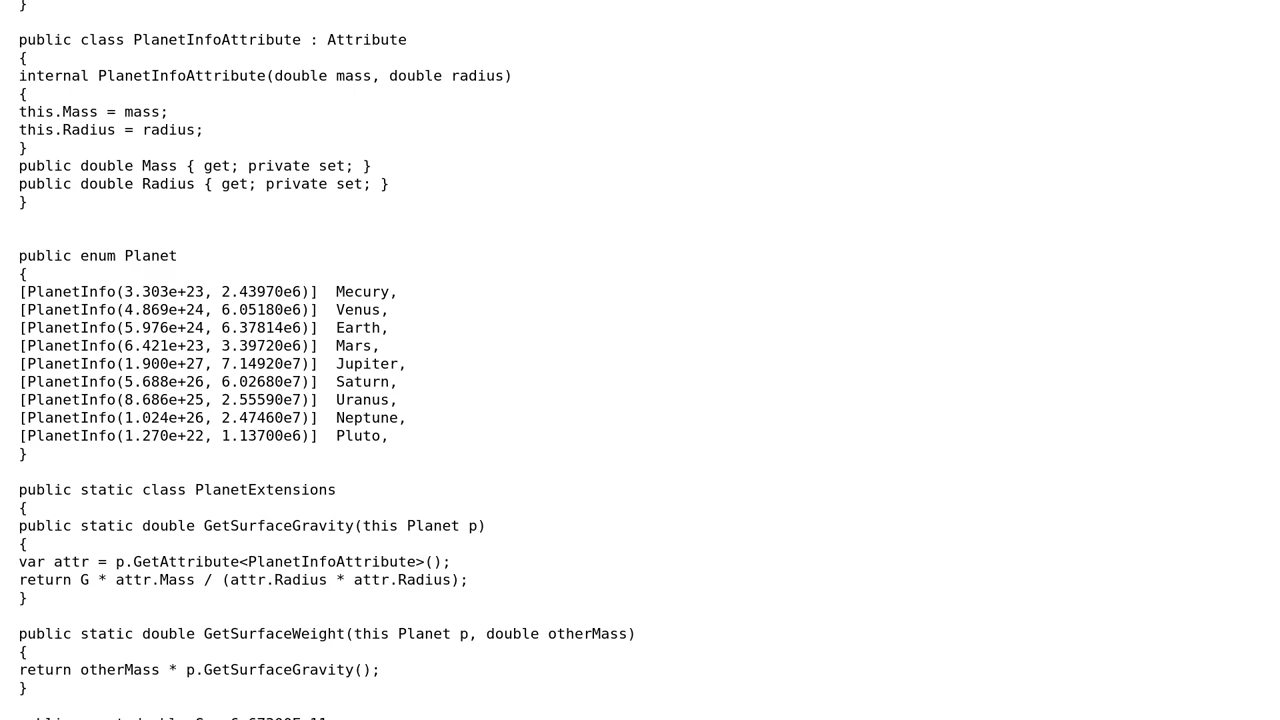 }
public class PlanetInfoAttribute : Attribute
{
internal PlanetInfoAttribute(double mass, double radius)
{
this.Mass = mass;
this.Radius = radius;
}
public double Mass { get; private set; }
public double Radius { get; private set; }
}
public enum Planet
{
[PlanetInfo(3.303e+23, 2.43970e6)]  Mecury,
[PlanetInfo(4.869e+24, 6.05180e6)]  Venus,
[PlanetInfo(5.976e+24, 6.37814e6)]  Earth,
[PlanetInfo(6.421e+23, 3.39720e6)]  Mars,
[PlanetInfo(1.900e+27, 7.14920e7)]  Jupiter,
[PlanetInfo(5.688e+26, 6.02680e7)]  Saturn,
[PlanetInfo(8.686e+25, 2.55590e7)]  Uranus,
[PlanetInfo(1.024e+26, 2.47460e7)]  Neptune,
[PlanetInfo(1.270e+22, 1.13700e6)]  Pluto,
}
public static class PlanetExtensions
{
public static double GetSurfaceGravity(this Planet p)
{
var attr = p.GetAttribute<PlanetInfoAttribute>();
return G * attr.Mass / (attr.Radius * attr.Radius);
}
public static double GetSurfaceWeight(this Planet p, double otherMass)
{
return otherMass * p.GetSurfaceGravity();
}